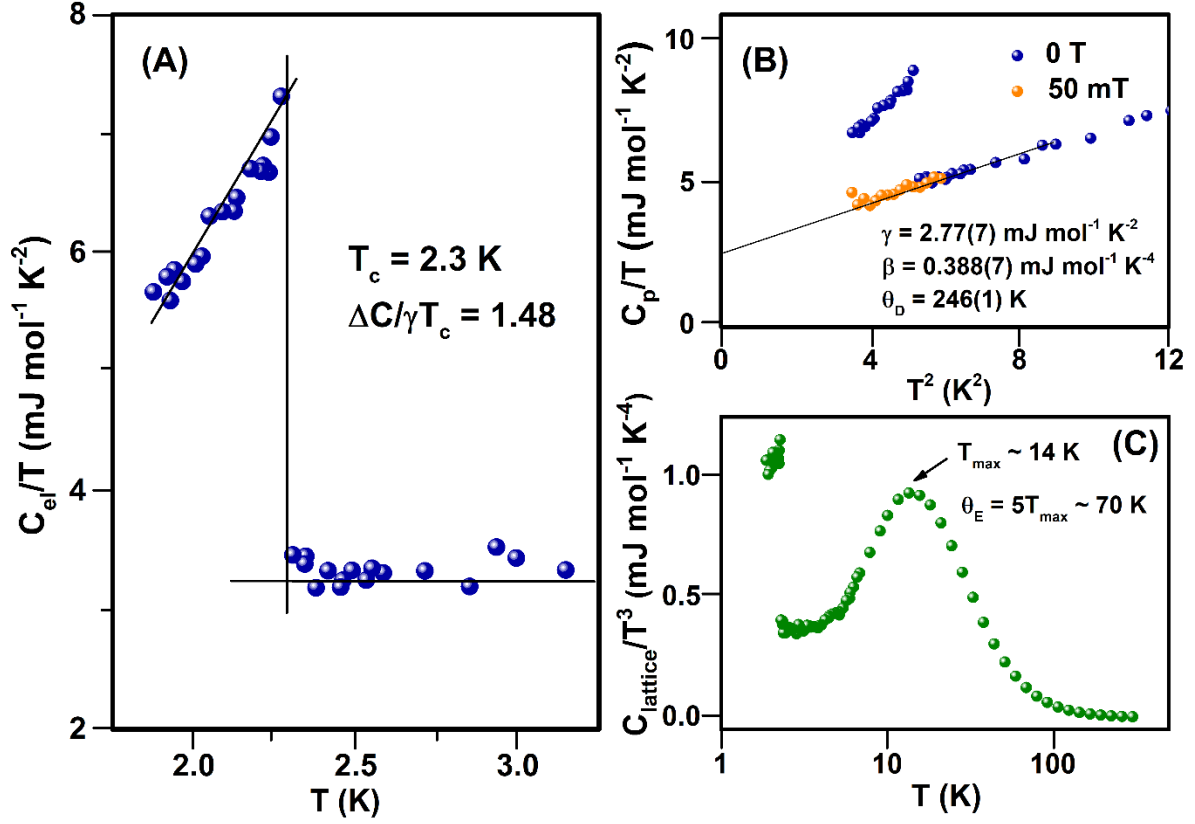 (A)
8
6
4
2
C_el/T (mJ mol⁻¹ K⁻²)
T_c = 2.3 K
ΔC/γT_c = 1.48
2.0 2.5 3.0
T (K)
(B)
10
5
0
C_p/T (mJ mol⁻¹ K⁻²)
0 T
50 mT
γ = 2.77(7) mJ mol⁻¹ K⁻²
β = 0.388(7) mJ mol⁻¹ K⁻⁴
θ_D = 246(1) K
0 4 8 12
T² (K²)
(C)
1.0
0.5
0.0
C_lattice/T³ (mJ mol⁻¹ K⁻⁴)
T_max ~ 14 K
θ_E = 5T_max ~ 70 K
1 10 100
T (K)